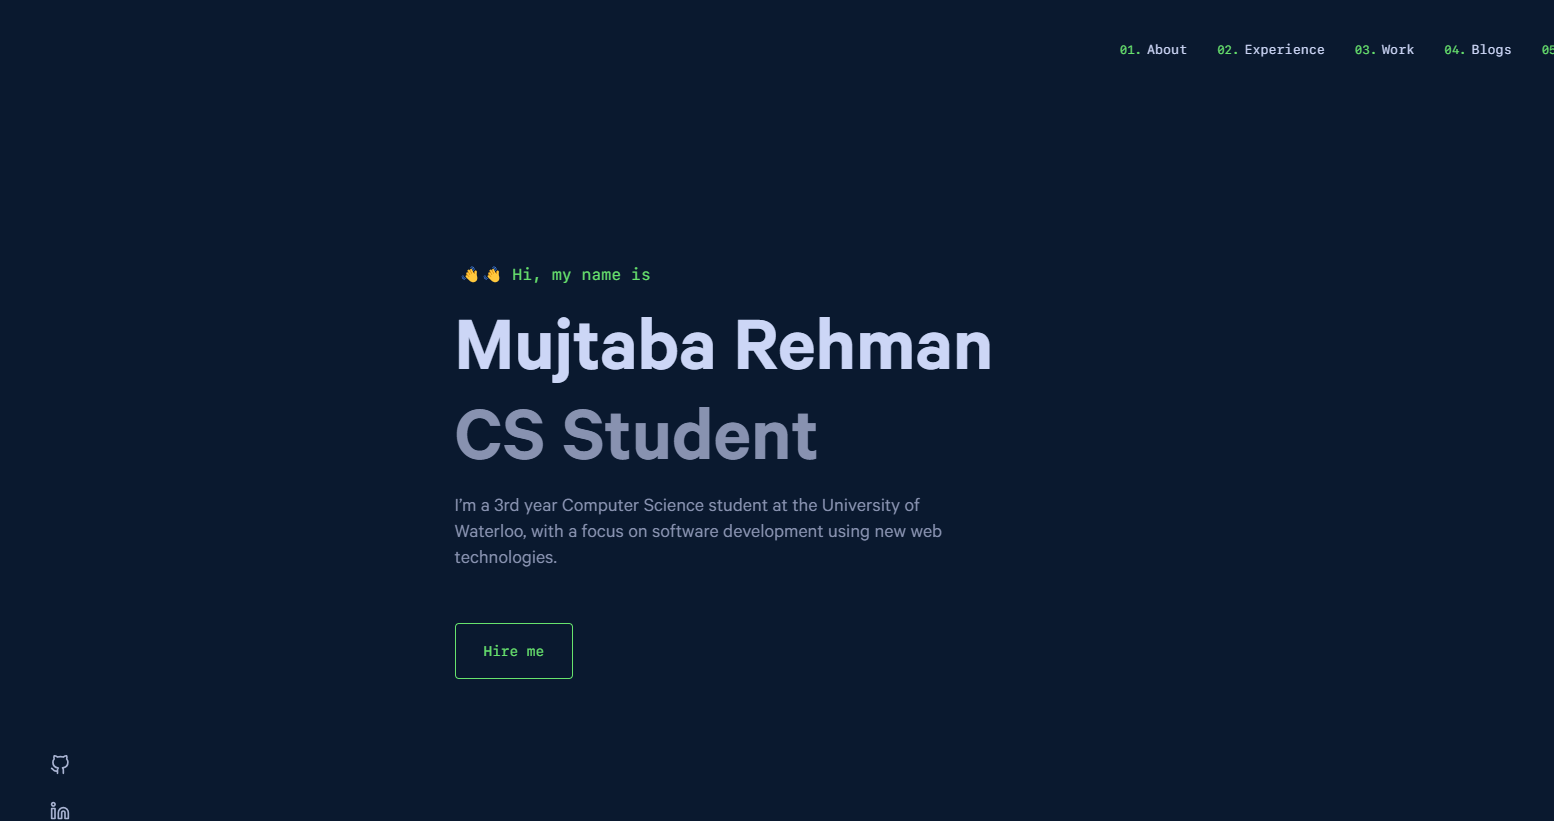 01. About 02. Experience 03. Work 04. Blogs 05
👋👋 Hi, my name is
Mujtaba Rehman
CS Student
I’m a 3rd year Computer Science student at the University of
Waterloo, with a focus on software development using new web
technologies.
Hire me
in